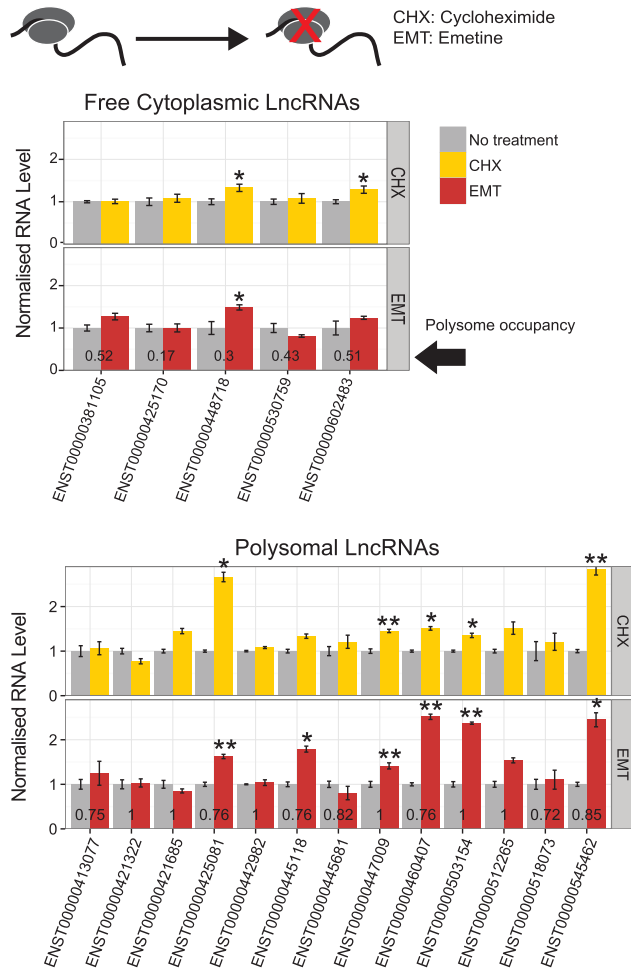 CHX: Cycloheximide
EMT: Emetine
Free Cytoplasmic LncRNAs
No treatment
CHX
EMT
Normalised RNA Level
2
1
0
CHX
*
*
2
1
0
EMT
*
0.52 0.17 0.3 0.43 0.51
Polysome occupancy
ENST00000381105
ENST00000425170
ENST00000448718
ENST00000530759
ENST00000602483
Polysomal LncRNAs
Normalised RNA Level
2
1
0
CHX
* ** * * **
2
1
0
EMT
** * ** ** ** *
0.75 1 1 0.76 1 0.76 0.82 1 0.76 1 1 0.72 0.85
ENST00000413077
ENST00000421322
ENST00000421685
ENST00000425081
ENST00000442982
ENST00000445118
ENST00000445681
ENST00000447009
ENST00000460407
ENST00000503154
ENST00000512265
ENST00000518073
ENST00000545462